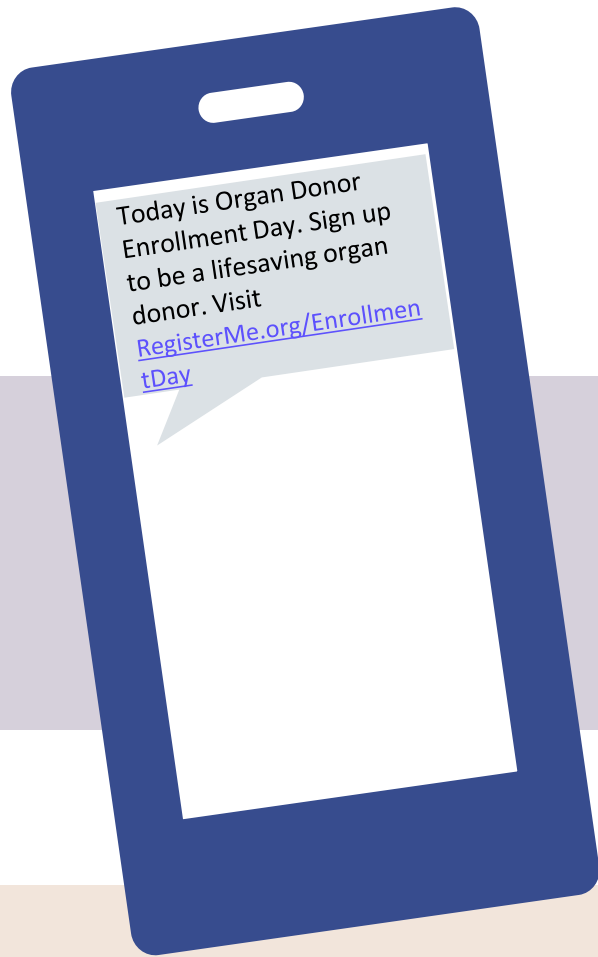 Today is Organ Donor
Enrollment Day. Sign up
to be a lifesaving organ
donor. Visit
RegisterMe.org/Enrollmen
tDay